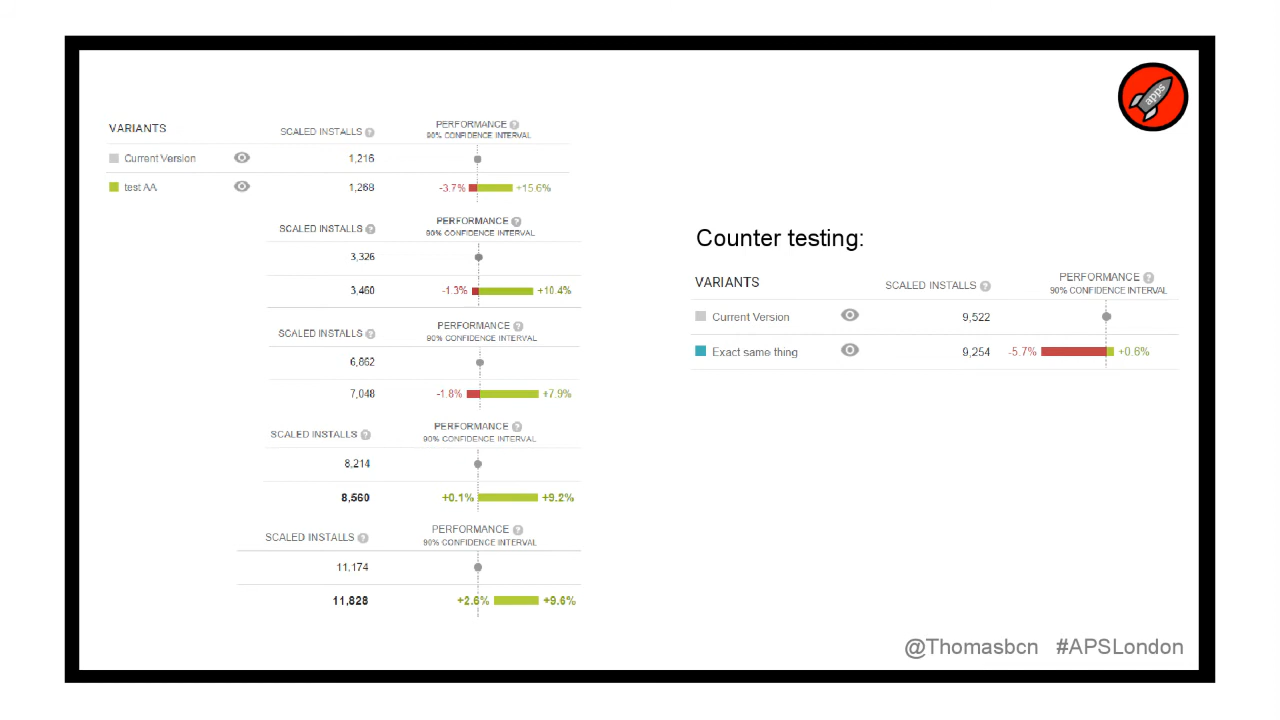 VARIANTS SCALED INSTALLS ? PERFORMANCE ?
90% CONFIDENCE INTERVAL
Current Version 1,216
test AA 1,268 -3.7% +15.6%
SCALED INSTALLS ? PERFORMANCE ?
90% CONFIDENCE INTERVAL
3,326
3,460 -1.3% +10.4%
SCALED INSTALLS ? PERFORMANCE ?
90% CONFIDENCE INTERVAL
6,862
7,048 -1.8% +7.9%
SCALED INSTALLS ? PERFORMANCE ?
90% CONFIDENCE INTERVAL
8,214
8,560 +0.1% +9.2%
SCALED INSTALLS ? PERFORMANCE ?
90% CONFIDENCE INTERVAL
11,174
11,828 +2.6% +9.6%
apps
Counter testing:
VARIANTS SCALED INSTALLS ? PERFORMANCE ?
90% CONFIDENCE INTERVAL
Current Version 9,522
Exact same thing 9,254 -5.7% +0.6%
@Thomasbcn #APSLondon